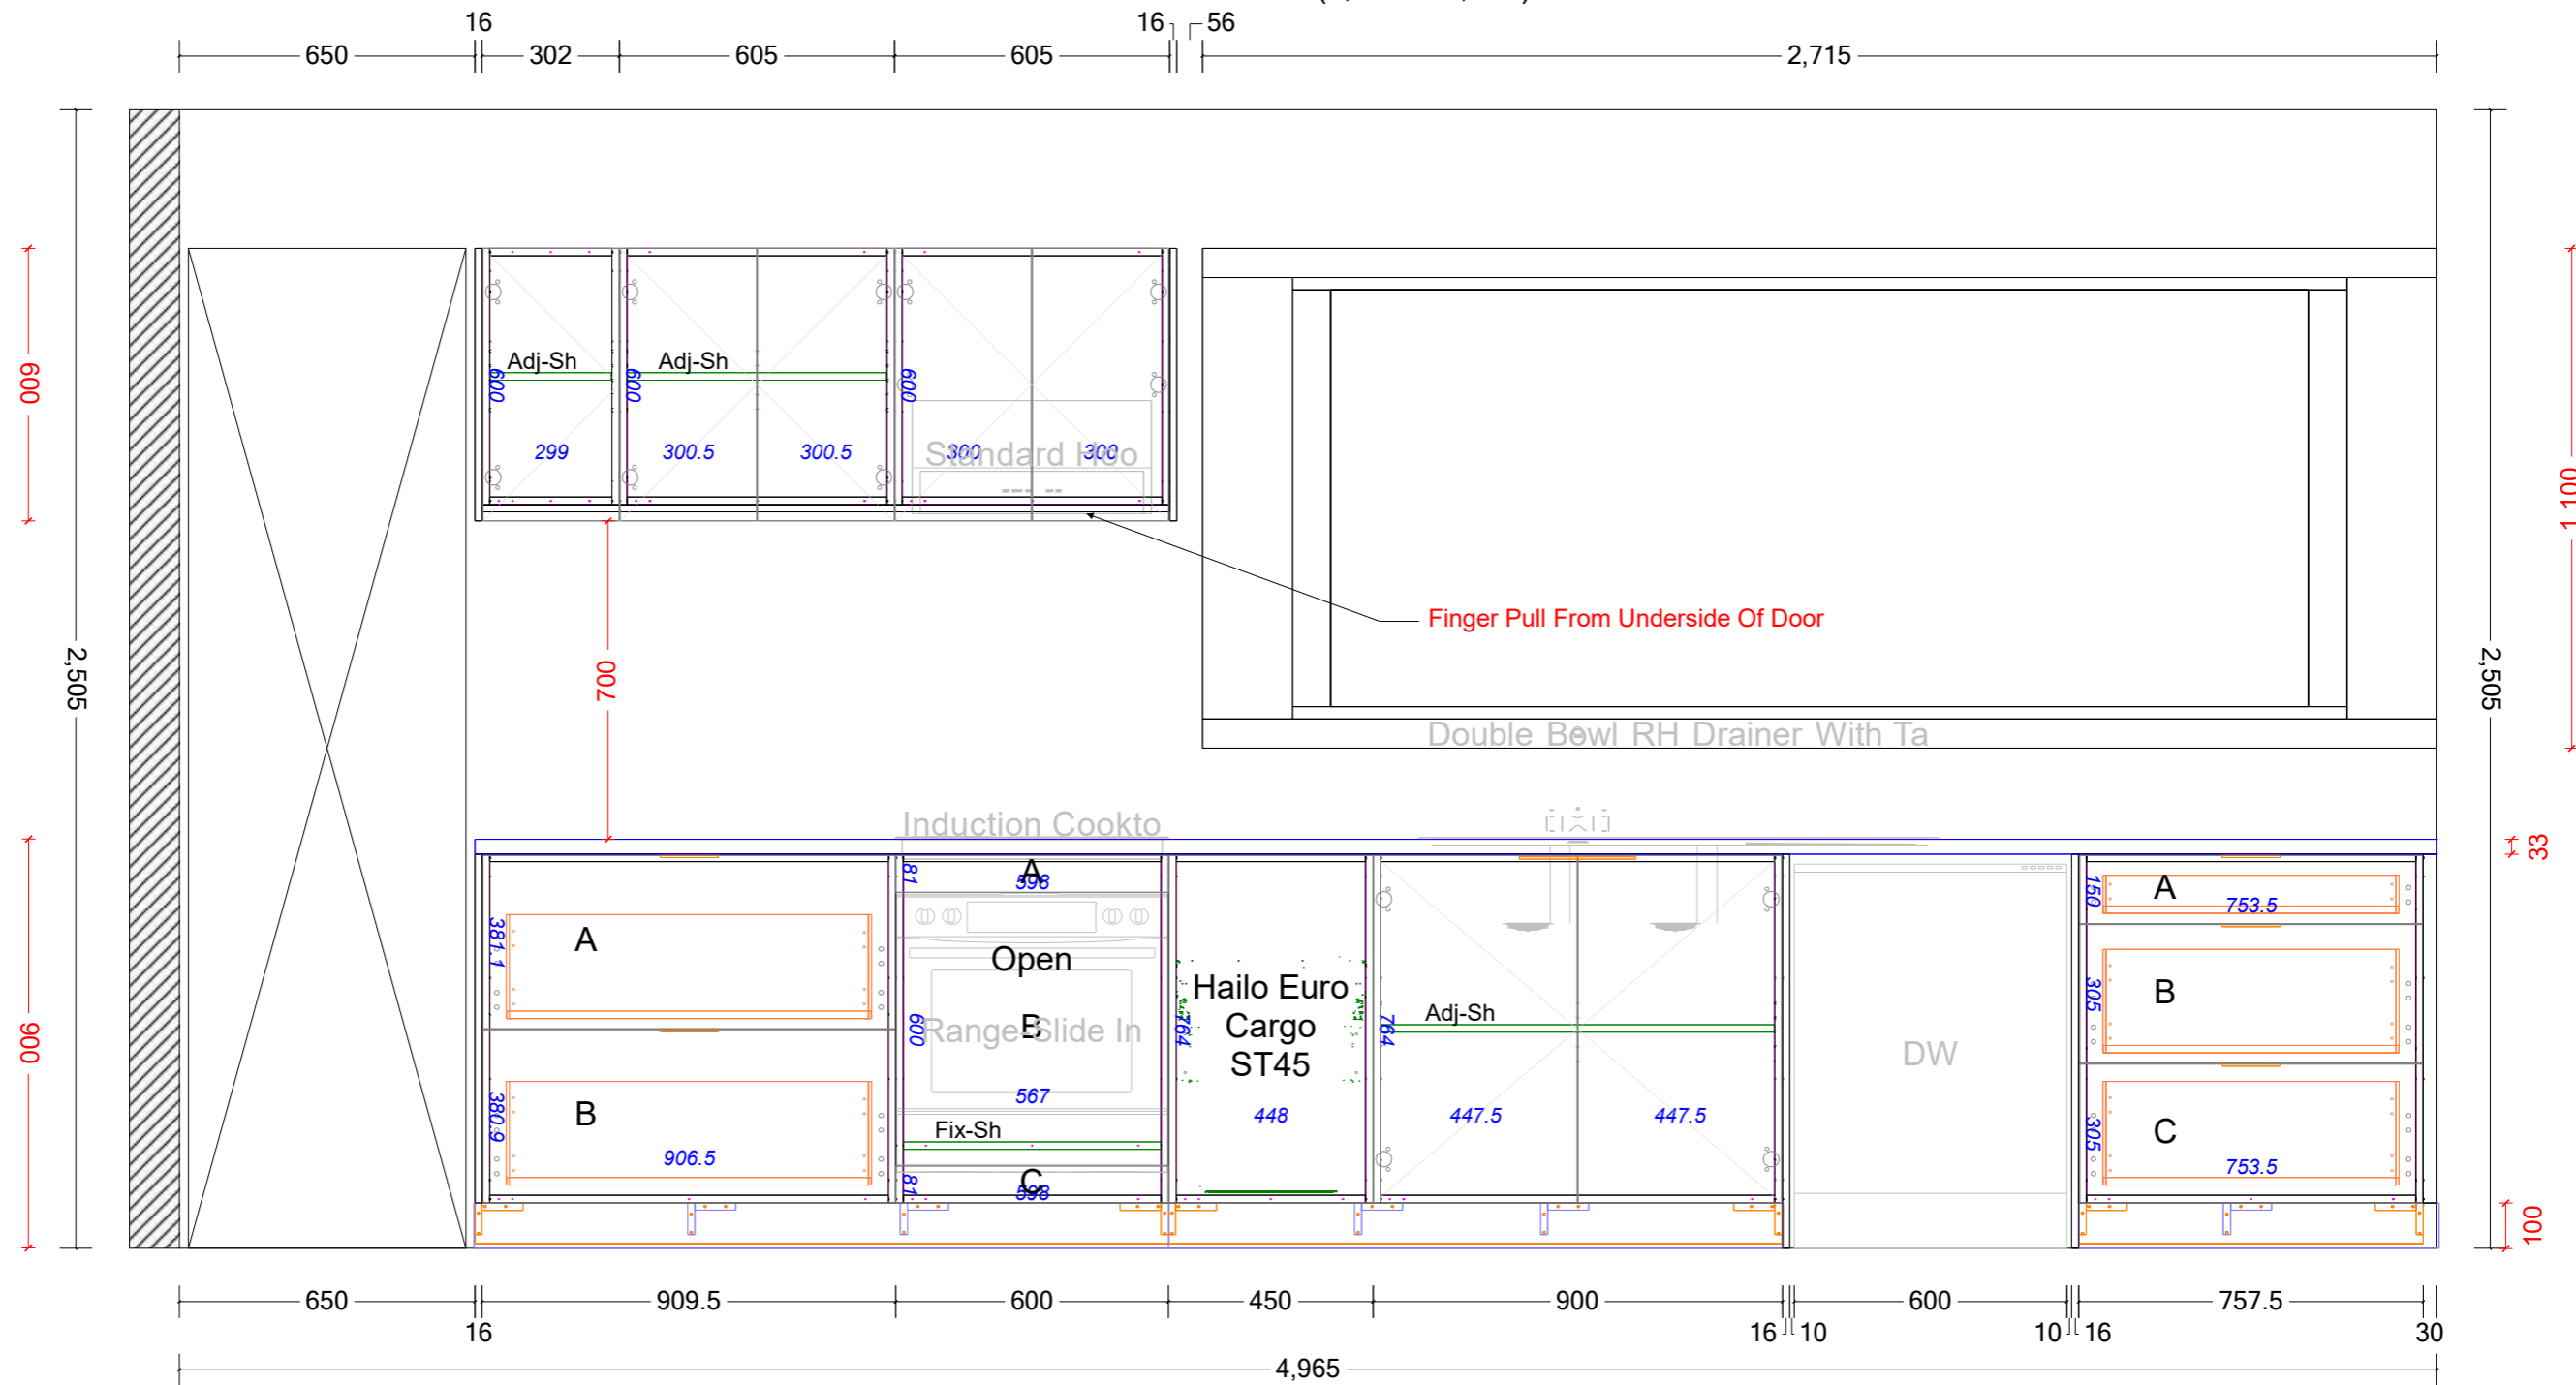 16 16 56
650 302 605 605 2,715
600
2,505
2,505
1,100
Adj-Sh Adj-Sh
600 600 600
299 300.5 300.5 300 300
Standard Hoo
Finger Pull From Underside Of Door
700
Double Bowl RH Drainer With Ta
Induction Cookto
33
900
81 A 598
381.1 A
Open
600 B
Range-Slide In
567
Fix-Sh
81 C 598
380.9 B
906.5
Hailo Euro
Cargo
ST45
764
448
764 Adj-Sh
447.5 447.5
DW
150 A 753.5
305 B
305 C
753.5
100
650 909.5 600 450 900 600 757.5
16 16 10 10 16 30
4,965